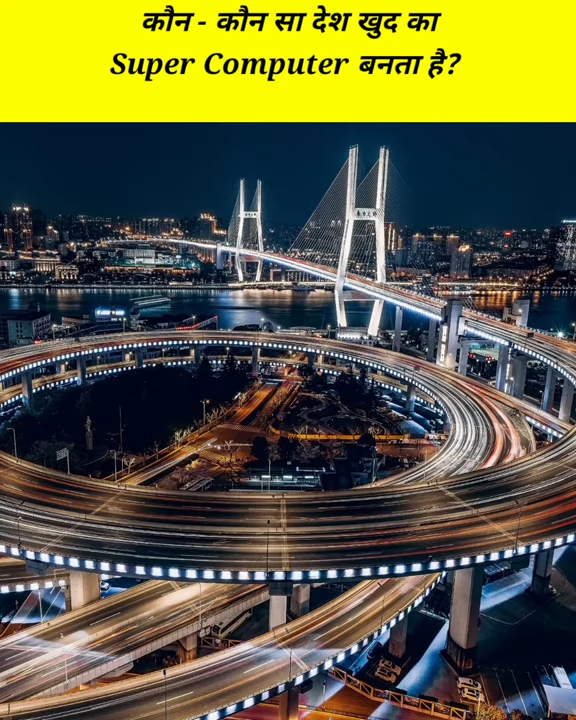 कौन - कौन सा देश खुद का
Super Computer बनता है?